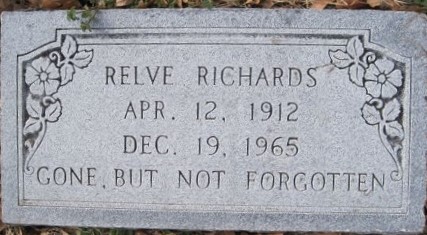 RELVE RICHARDS
APR. 12, 1912
DEC. 19, 1965
"GONE, BUT NOT FORGOTTEN"